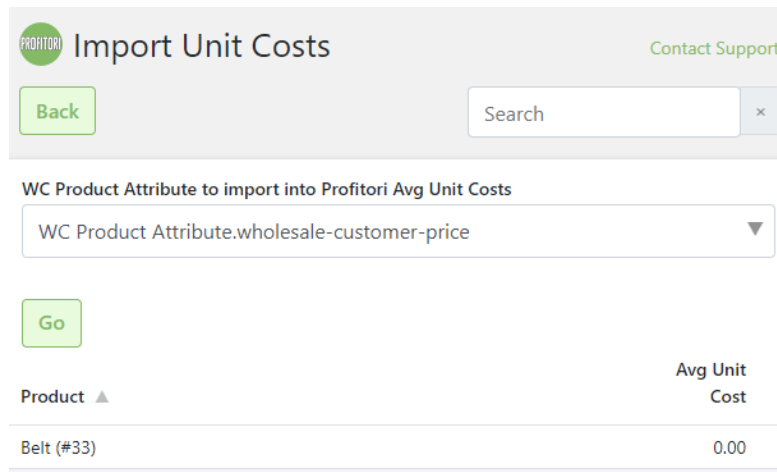 PROFITORI Import Unit Costs
Contact Support
Back
Search ×
WC Product Attribute to import into Profitori Avg Unit Costs
WC Product Attribute.wholesale-customer-price
Go
Avg Unit
Product Cost
Belt (#33) 0.00